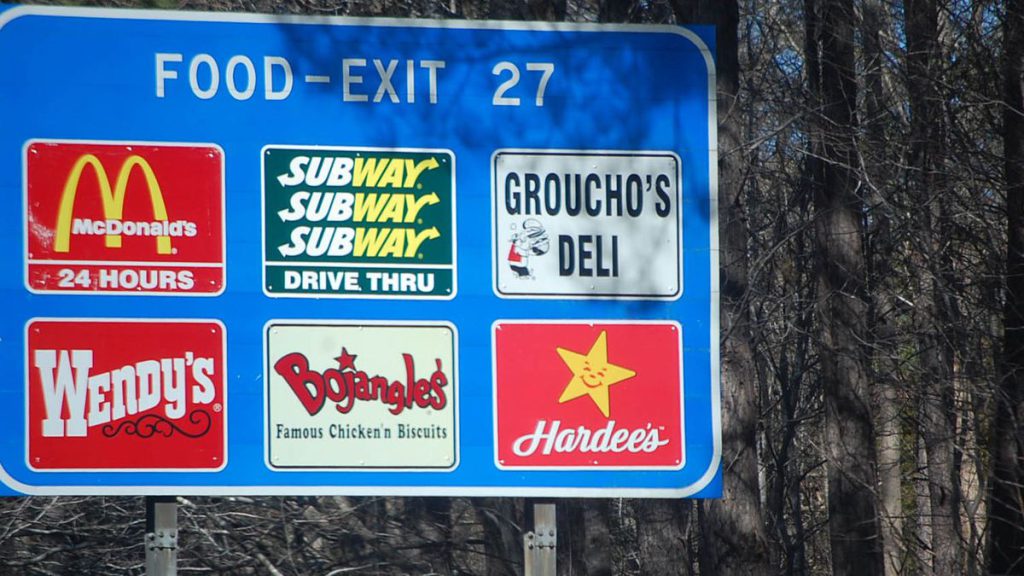 FOOD-EXIT 27
McDonald's
24 HOURS
SUBWAY
SUBWAY
SUBWAY
DRIVE THRU
GROUCHO'S
DELI
WENDY'S
Bojangles'
Famous Chicken'n Biscuits
Hardee's